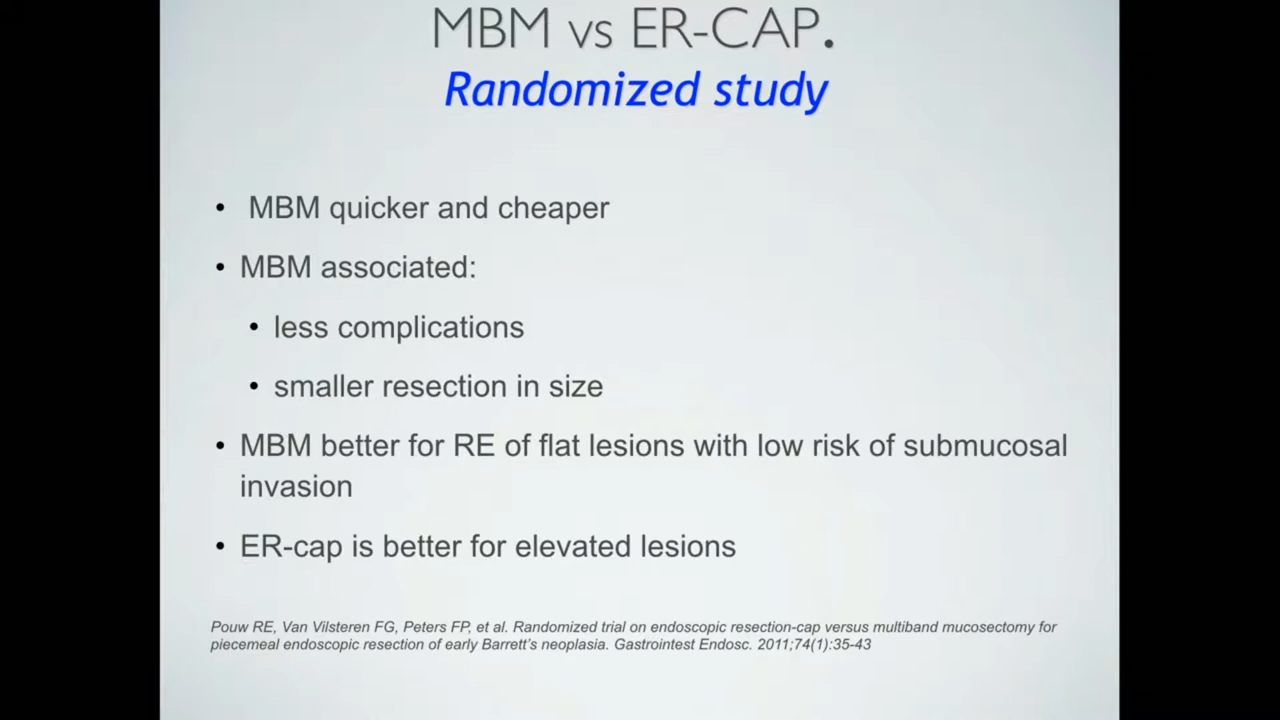 MBM vs ER-CAP.
Randomized study
• MBM quicker and cheaper
• MBM associated:
• less complications
• smaller resection in size
• MBM better for RE of flat lesions with low risk of submucosal
invasion
• ER-cap is better for elevated lesions
Pouw RE, Van Vilsteren FG, Peters FP, et al. Randomized trial on endoscopic resection-cap versus multiband mucosectomy for
piecemeal endoscopic resection of early Barrett's neoplasia. Gastrointest Endosc. 2011;74(1):35-43